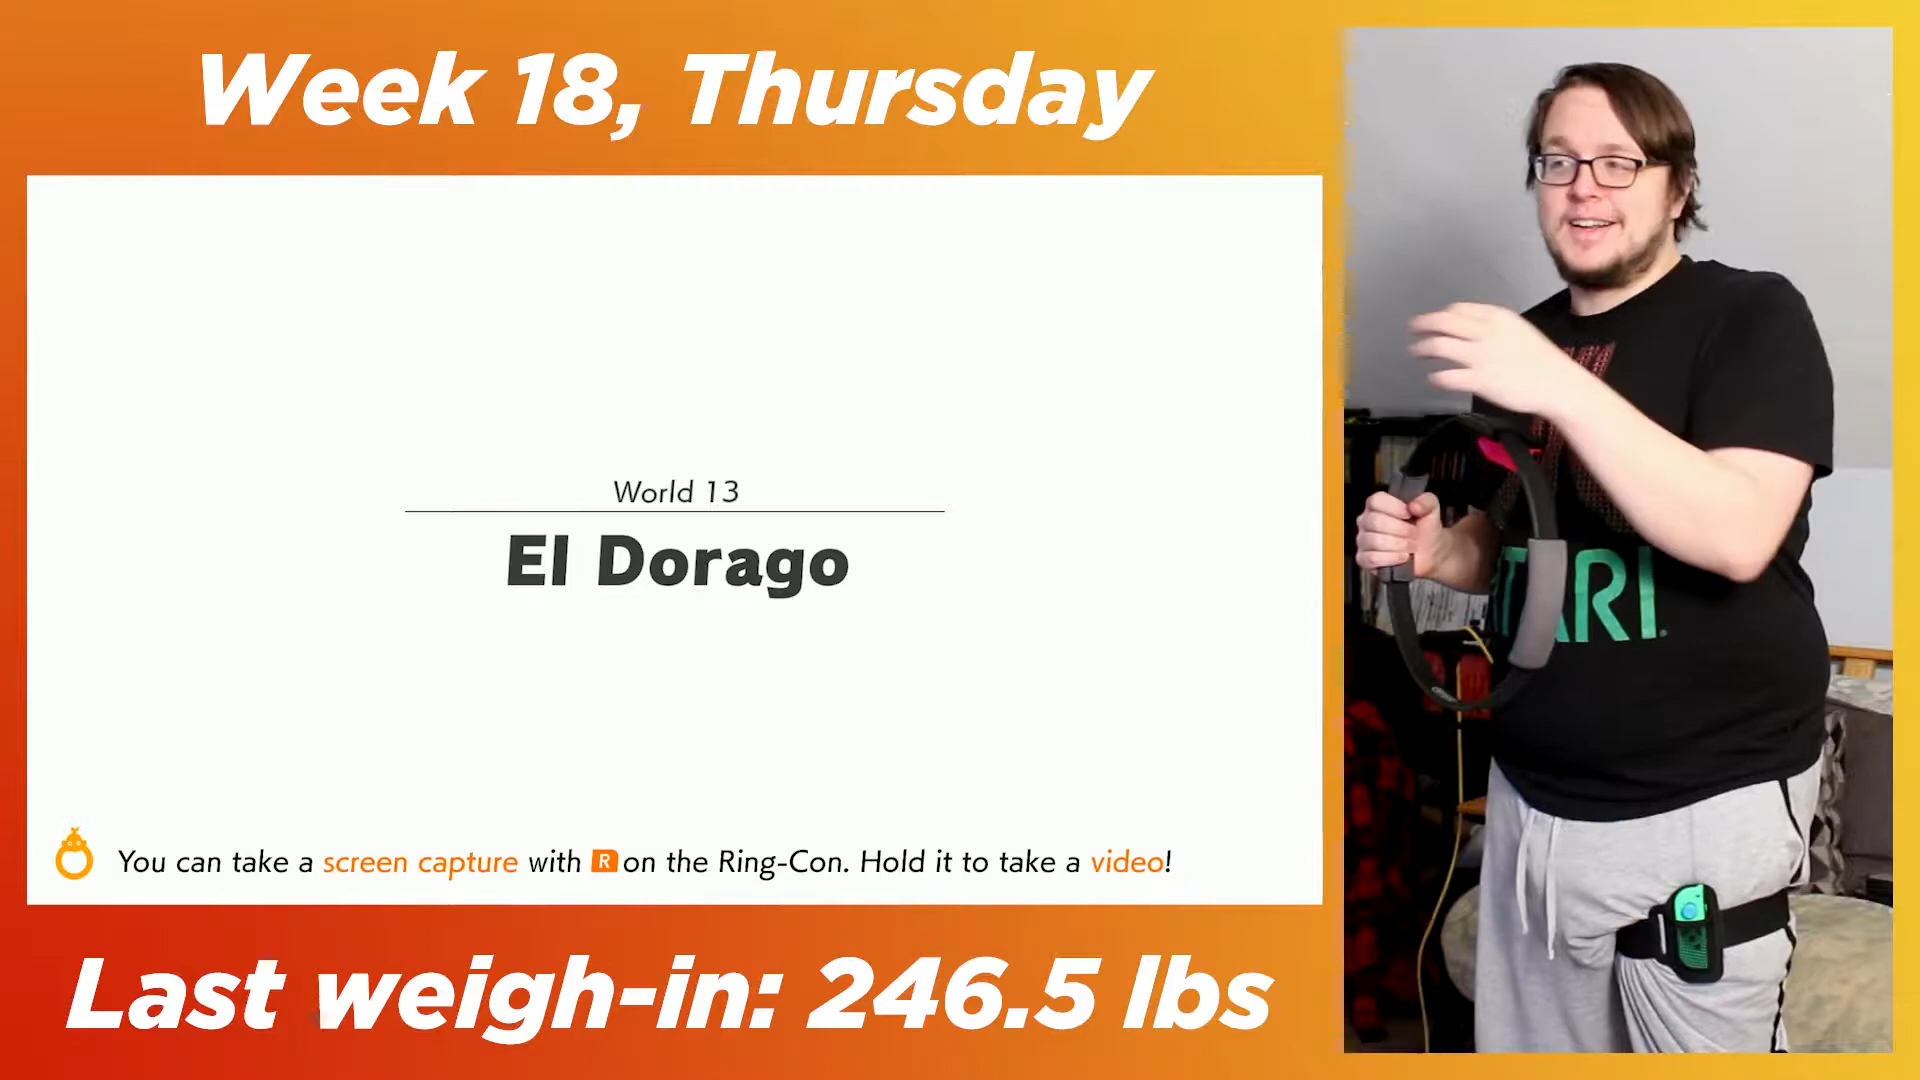 Week 18, Thursday
World 13
El Dorago
You can take a screen capture with R on the Ring-Con. Hold it to take a video!
Last weigh-in: 246.5 lbs
TARI